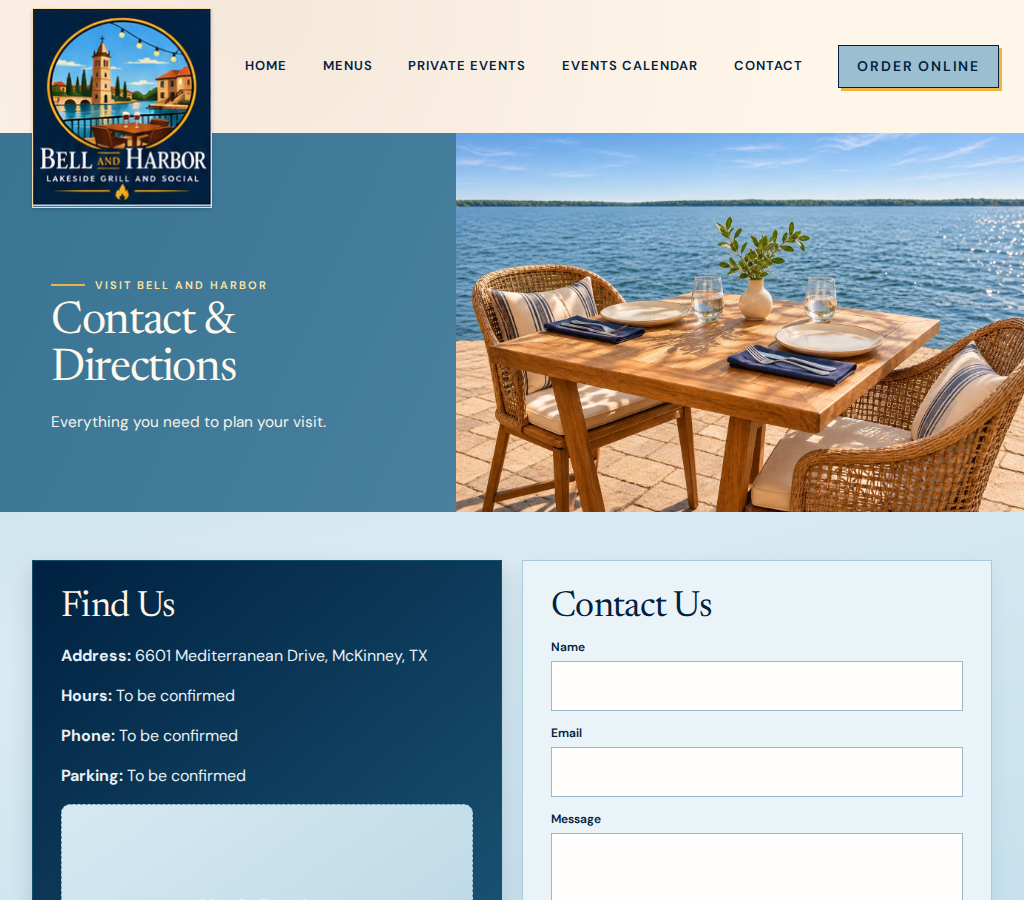 BELL AND HARBOR
LAKESIDE GRILL AND SOCIAL
HOME
MENUS
PRIVATE EVENTS
EVENTS CALENDAR
CONTACT
ORDER ONLINE
VISIT BELL AND HARBOR
Contact &
Directions
Everything you need to plan your visit.
Find Us
Address: 6601 Mediterranean Drive, McKinney, TX
Hours: To be confirmed
Phone: To be confirmed
Parking: To be confirmed
Contact Us
Name
Email
Message